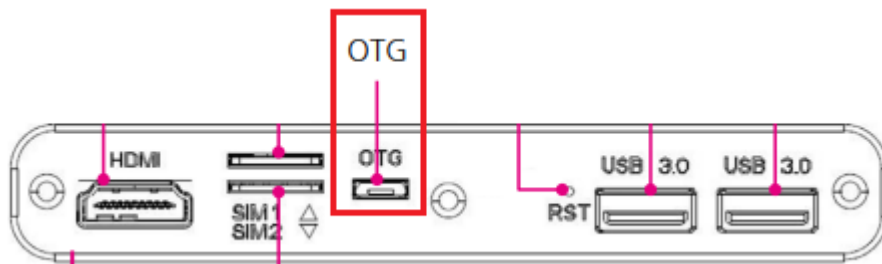 OTG
HDMI
OTG
USB 3.0
USB 3.0
SIM1
SIM2
RST